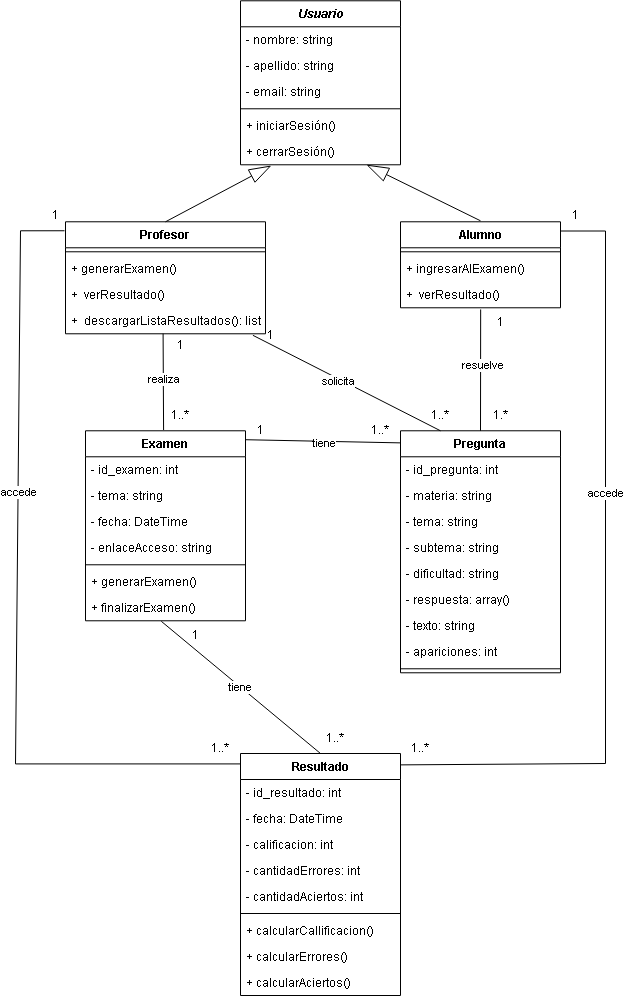 Usuario
- nombre: string
- apellido: string
- email: string
+ iniciarSesión()
+ cerrarSesión()
1
1
Profesor
+ generarExamen()
+ verResultado()
+ descargarListaResultados(): list
Alumno
+ ingresarAlExamen()
+ verResultado()
1
1
1
realiza
solicita
resuelve
1..*
1..*
1.*
Examen
- id_examen: int
- tema: string
- fecha: DateTime
- enlaceAcceso: string
+ generarExamen()
+ finalizarExamen()
1
tiene
1..*
Pregunta
- id_pregunta: int
- materia: string
- tema: string
- subtema: string
- dificultad: string
- respuesta: array()
- texto: string
- apariciones: int
accede
accede
1
tiene
1..*
1..*
1..*
Resultado
- id_resultado: int
- fecha: DateTime
- calificacion: int
- cantidadErrores: int
- cantidadAciertos: int
+ calcularCallificacion()
+ calcularErrores()
+ calcularAciertos()